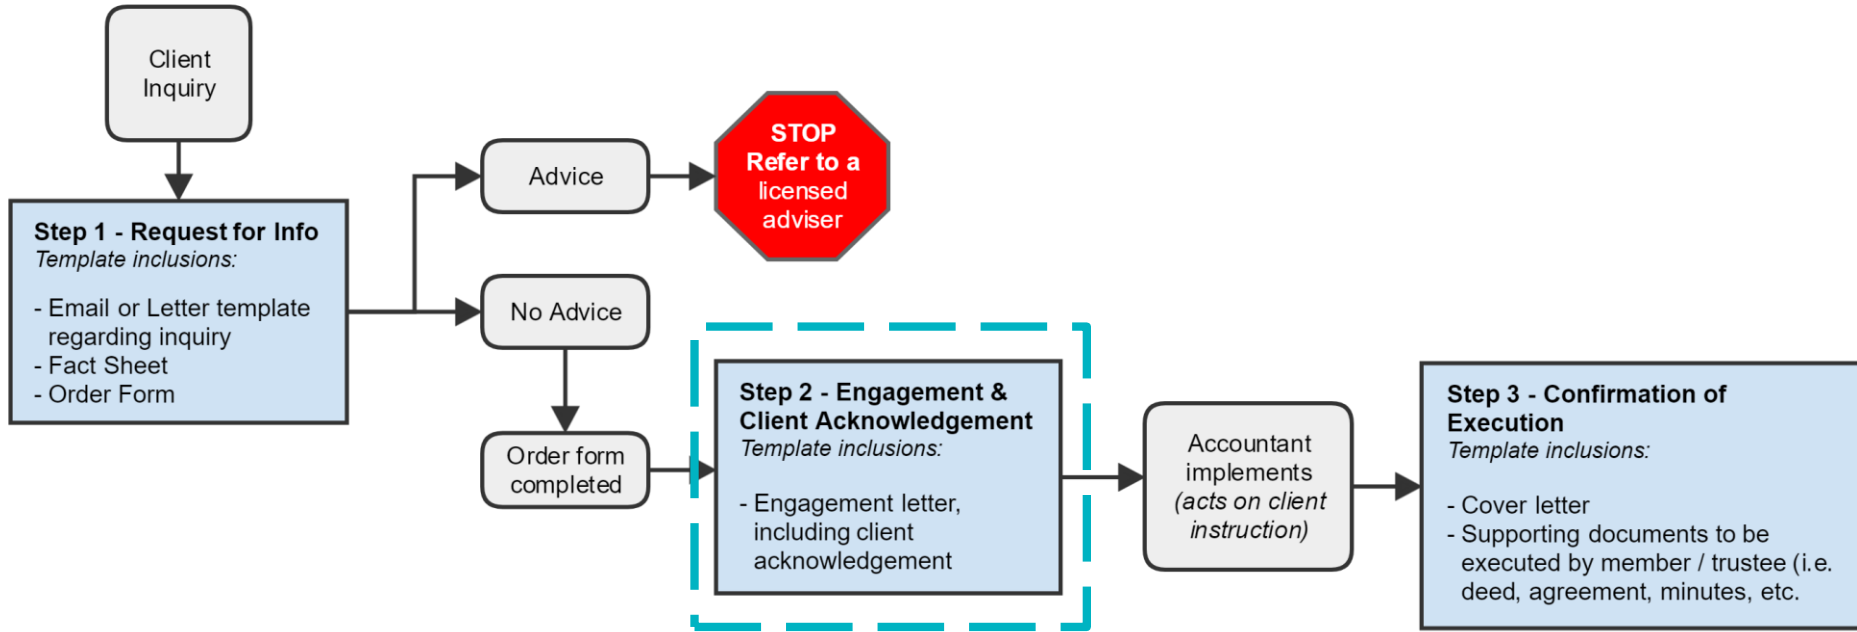 Client
Inquiry
Step 1 - Request for Info
Template inclusions:
- Email or Letter template
regarding inquiry
- Fact Sheet
- Order Form
Advice
STOP
Refer to a
licensed
adviser
No Advice
Order form
completed
Step 2 - Engagement &
Client Acknowledgement
Template inclusions:
- Engagement letter,
including client
acknowledgement
Accountant
implements
(acts on client
instruction)
Step 3 - Confirmation of
Execution
Template inclusions:
- Cover letter
- Supporting documents to be
executed by member / trustee (i.e.
deed, agreement, minutes, etc.